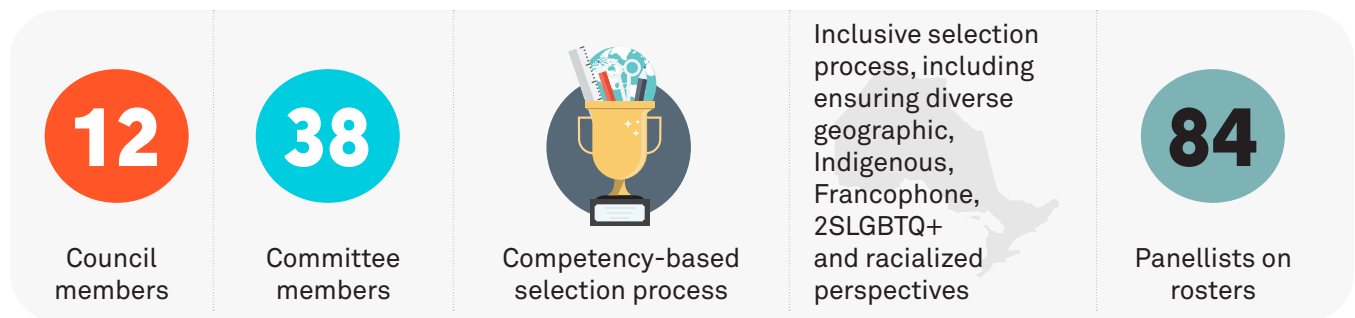 12
Council
members
38
Committee
members
Competency-based
selection process
Inclusive selection
process, including
ensuring diverse
geographic,
Indigenous,
Francophone,
2SLGBTQ+
and racialized
perspectives
84
Panellists on
rosters